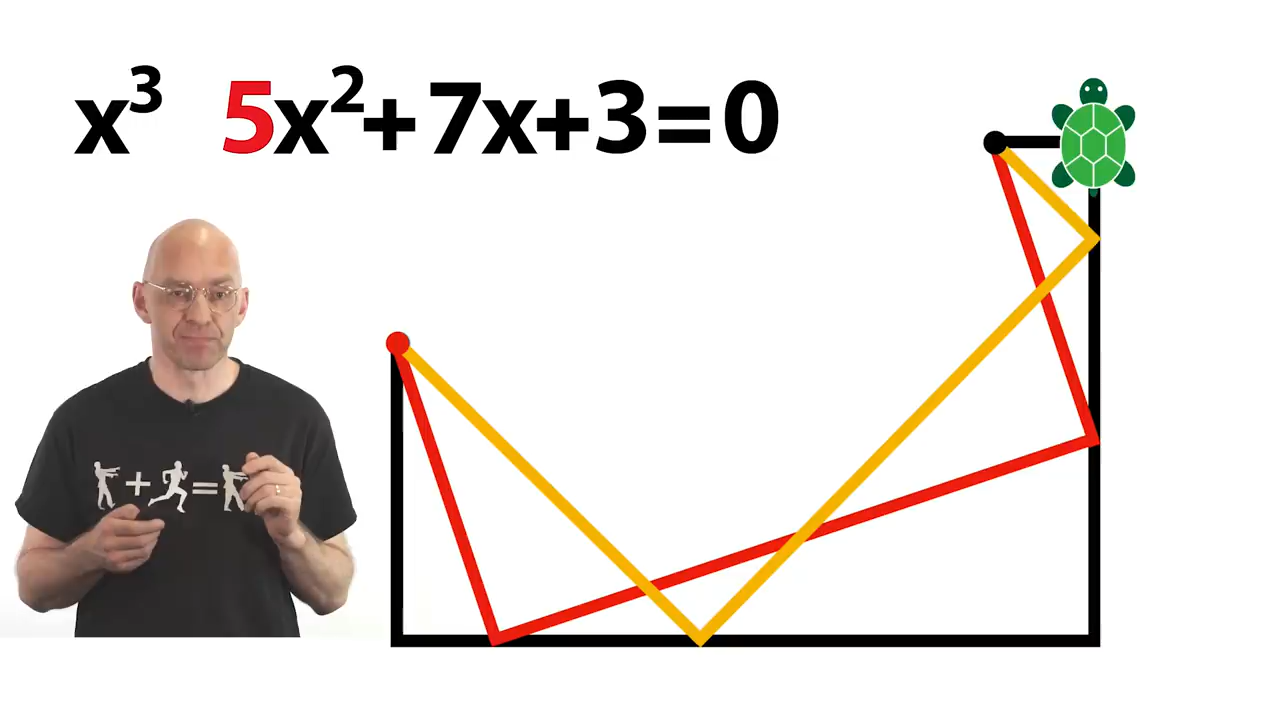 x³ 5x²+7x+3=0
+ =